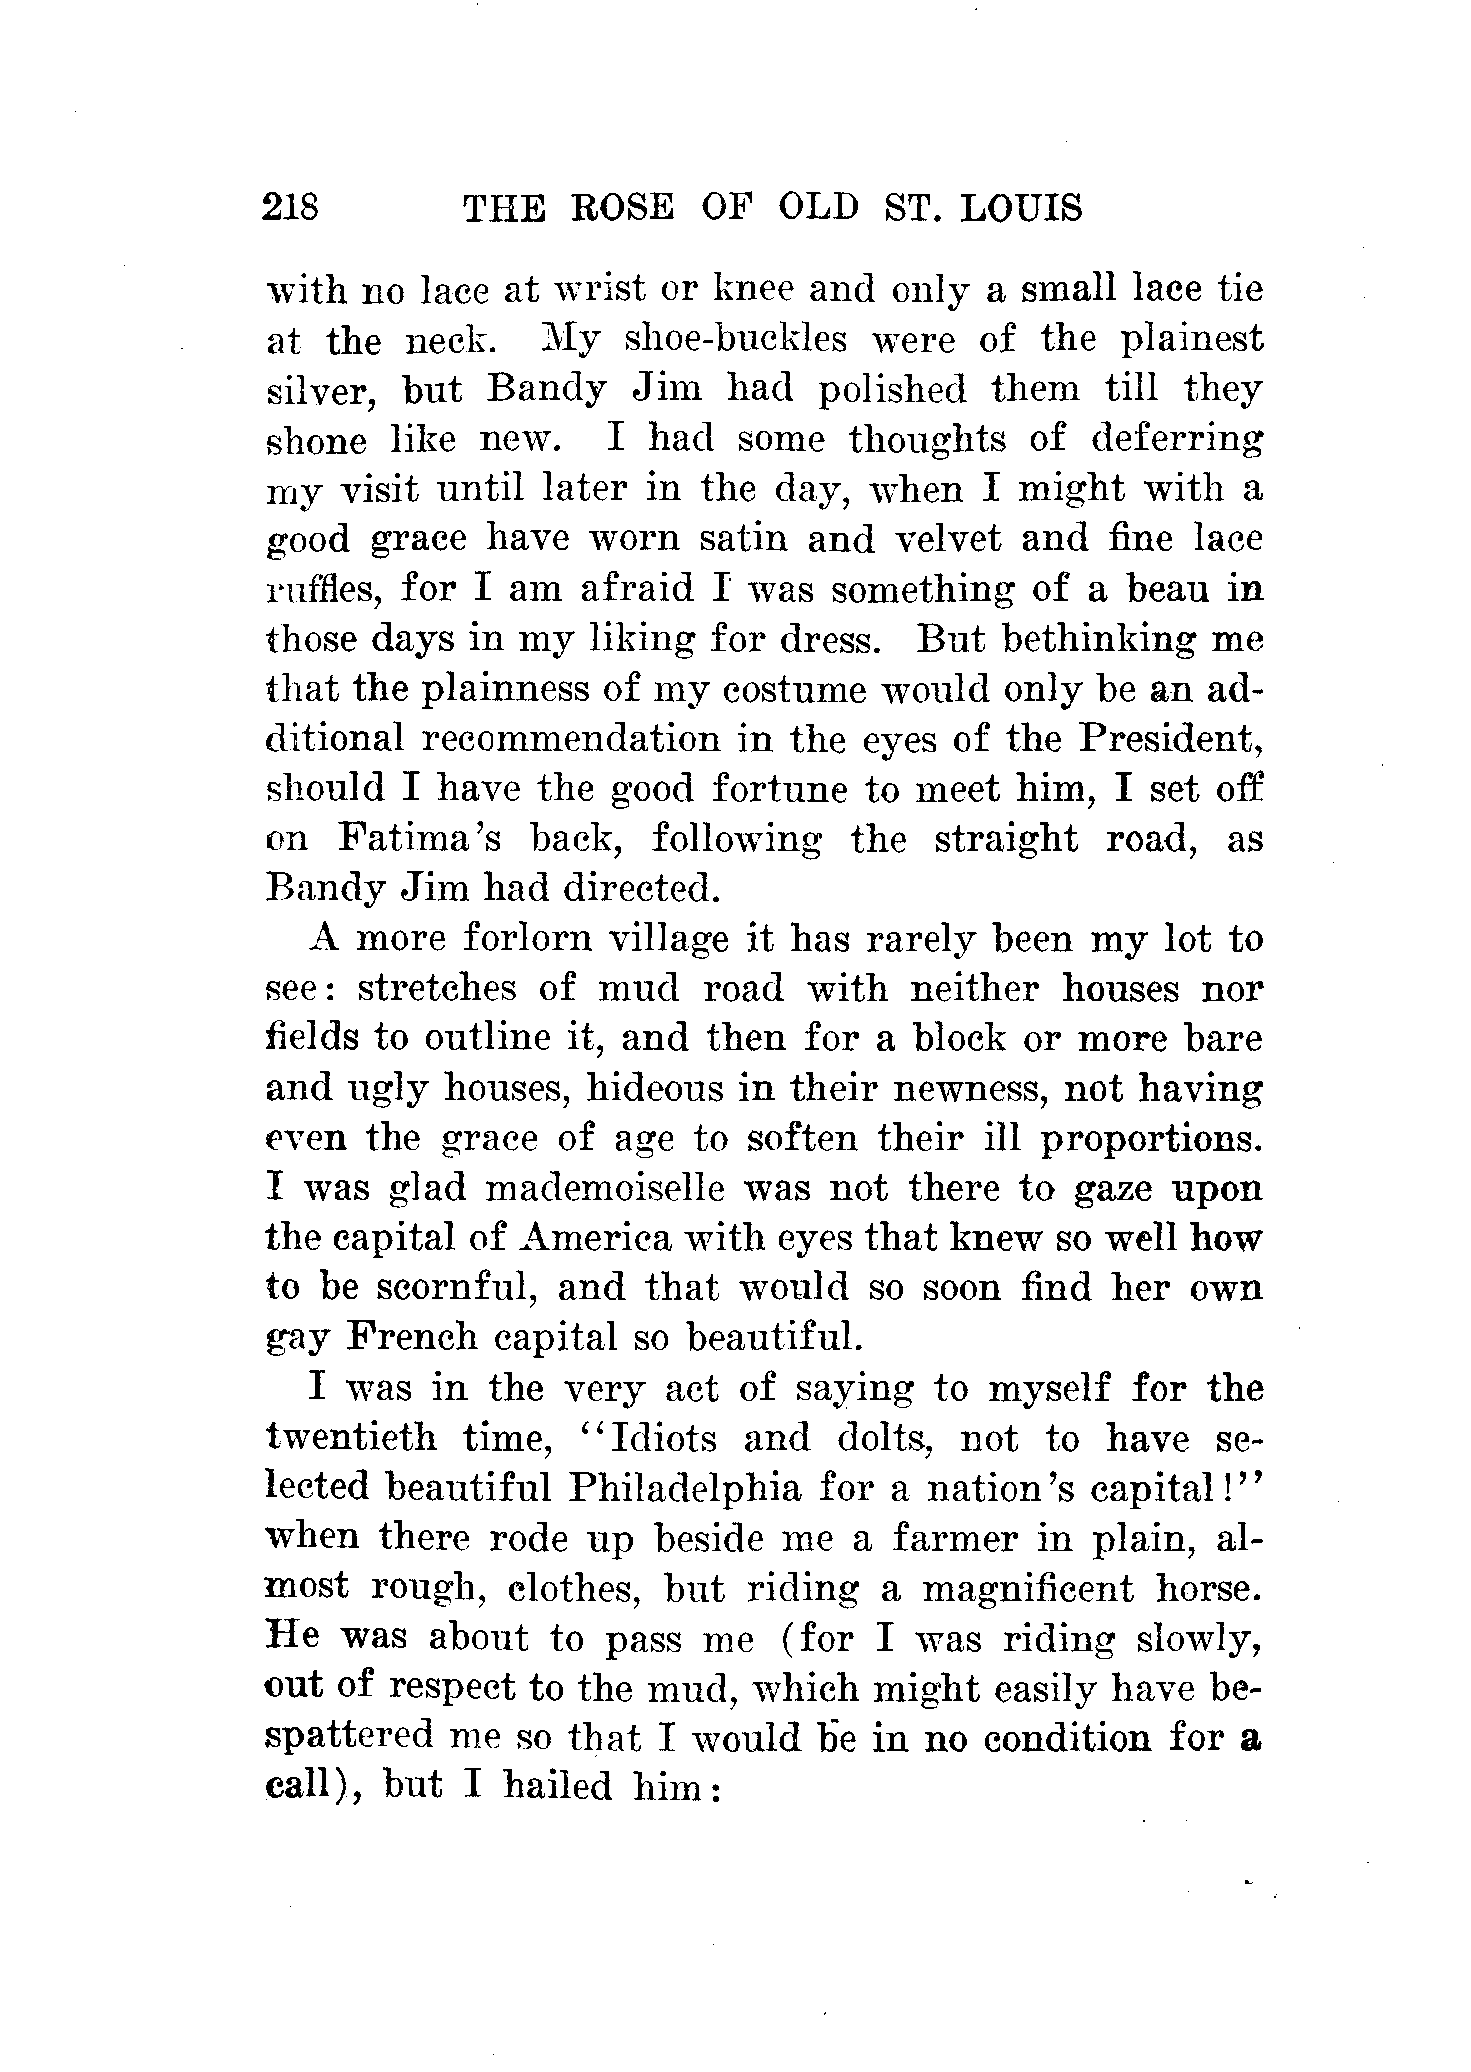 218 THE ROSE OF OLD ST. LOUIS
with no lace at wrist or knee and only a small lace tie
at the neck. My shoe-buckles were of the plainest
silver, but Bandy Jim had polished them till they
shone like new. I had some thoughts of deferring
my visit until later in the day, when I might with a
good grace have worn satin and velvet and fine lace
ruffles, for I am afraid I was something of a beau in
those days in my liking for dress. But bethinking me
that the plainness of my costume would only be an ad-
ditional recommendation in the eyes of the President,
should I have the good fortune to meet him, I set off
on Fatima's back, following the straight road, as
Bandy Jim had directed.
A more forlorn village it has rarely been my lot to
see: stretches of mud road with neither houses nor
fields to outline it, and then for a block or more bare
and ugly houses, hideous in their newness, not having
even the grace of age to soften their ill proportions.
I was glad mademoiselle was not there to gaze upon
the capital of America with eyes that knew so well how
to be scornful, and that would so soon find her own
gay French capital so beautiful.
I was in the very act of saying to myself for the
twentieth time, "Idiots and dolts, not to have se-
lected beautiful Philadelphia for a nation's capital!"
when there rode up beside me a farmer in plain, al-
most rough, clothes, but riding a magnificent horse.
He was about to pass me (for I was riding slowly,
out of respect to the mud, which might easily have be-
spattered me so that I would be in no condition for a
call), but I hailed him: